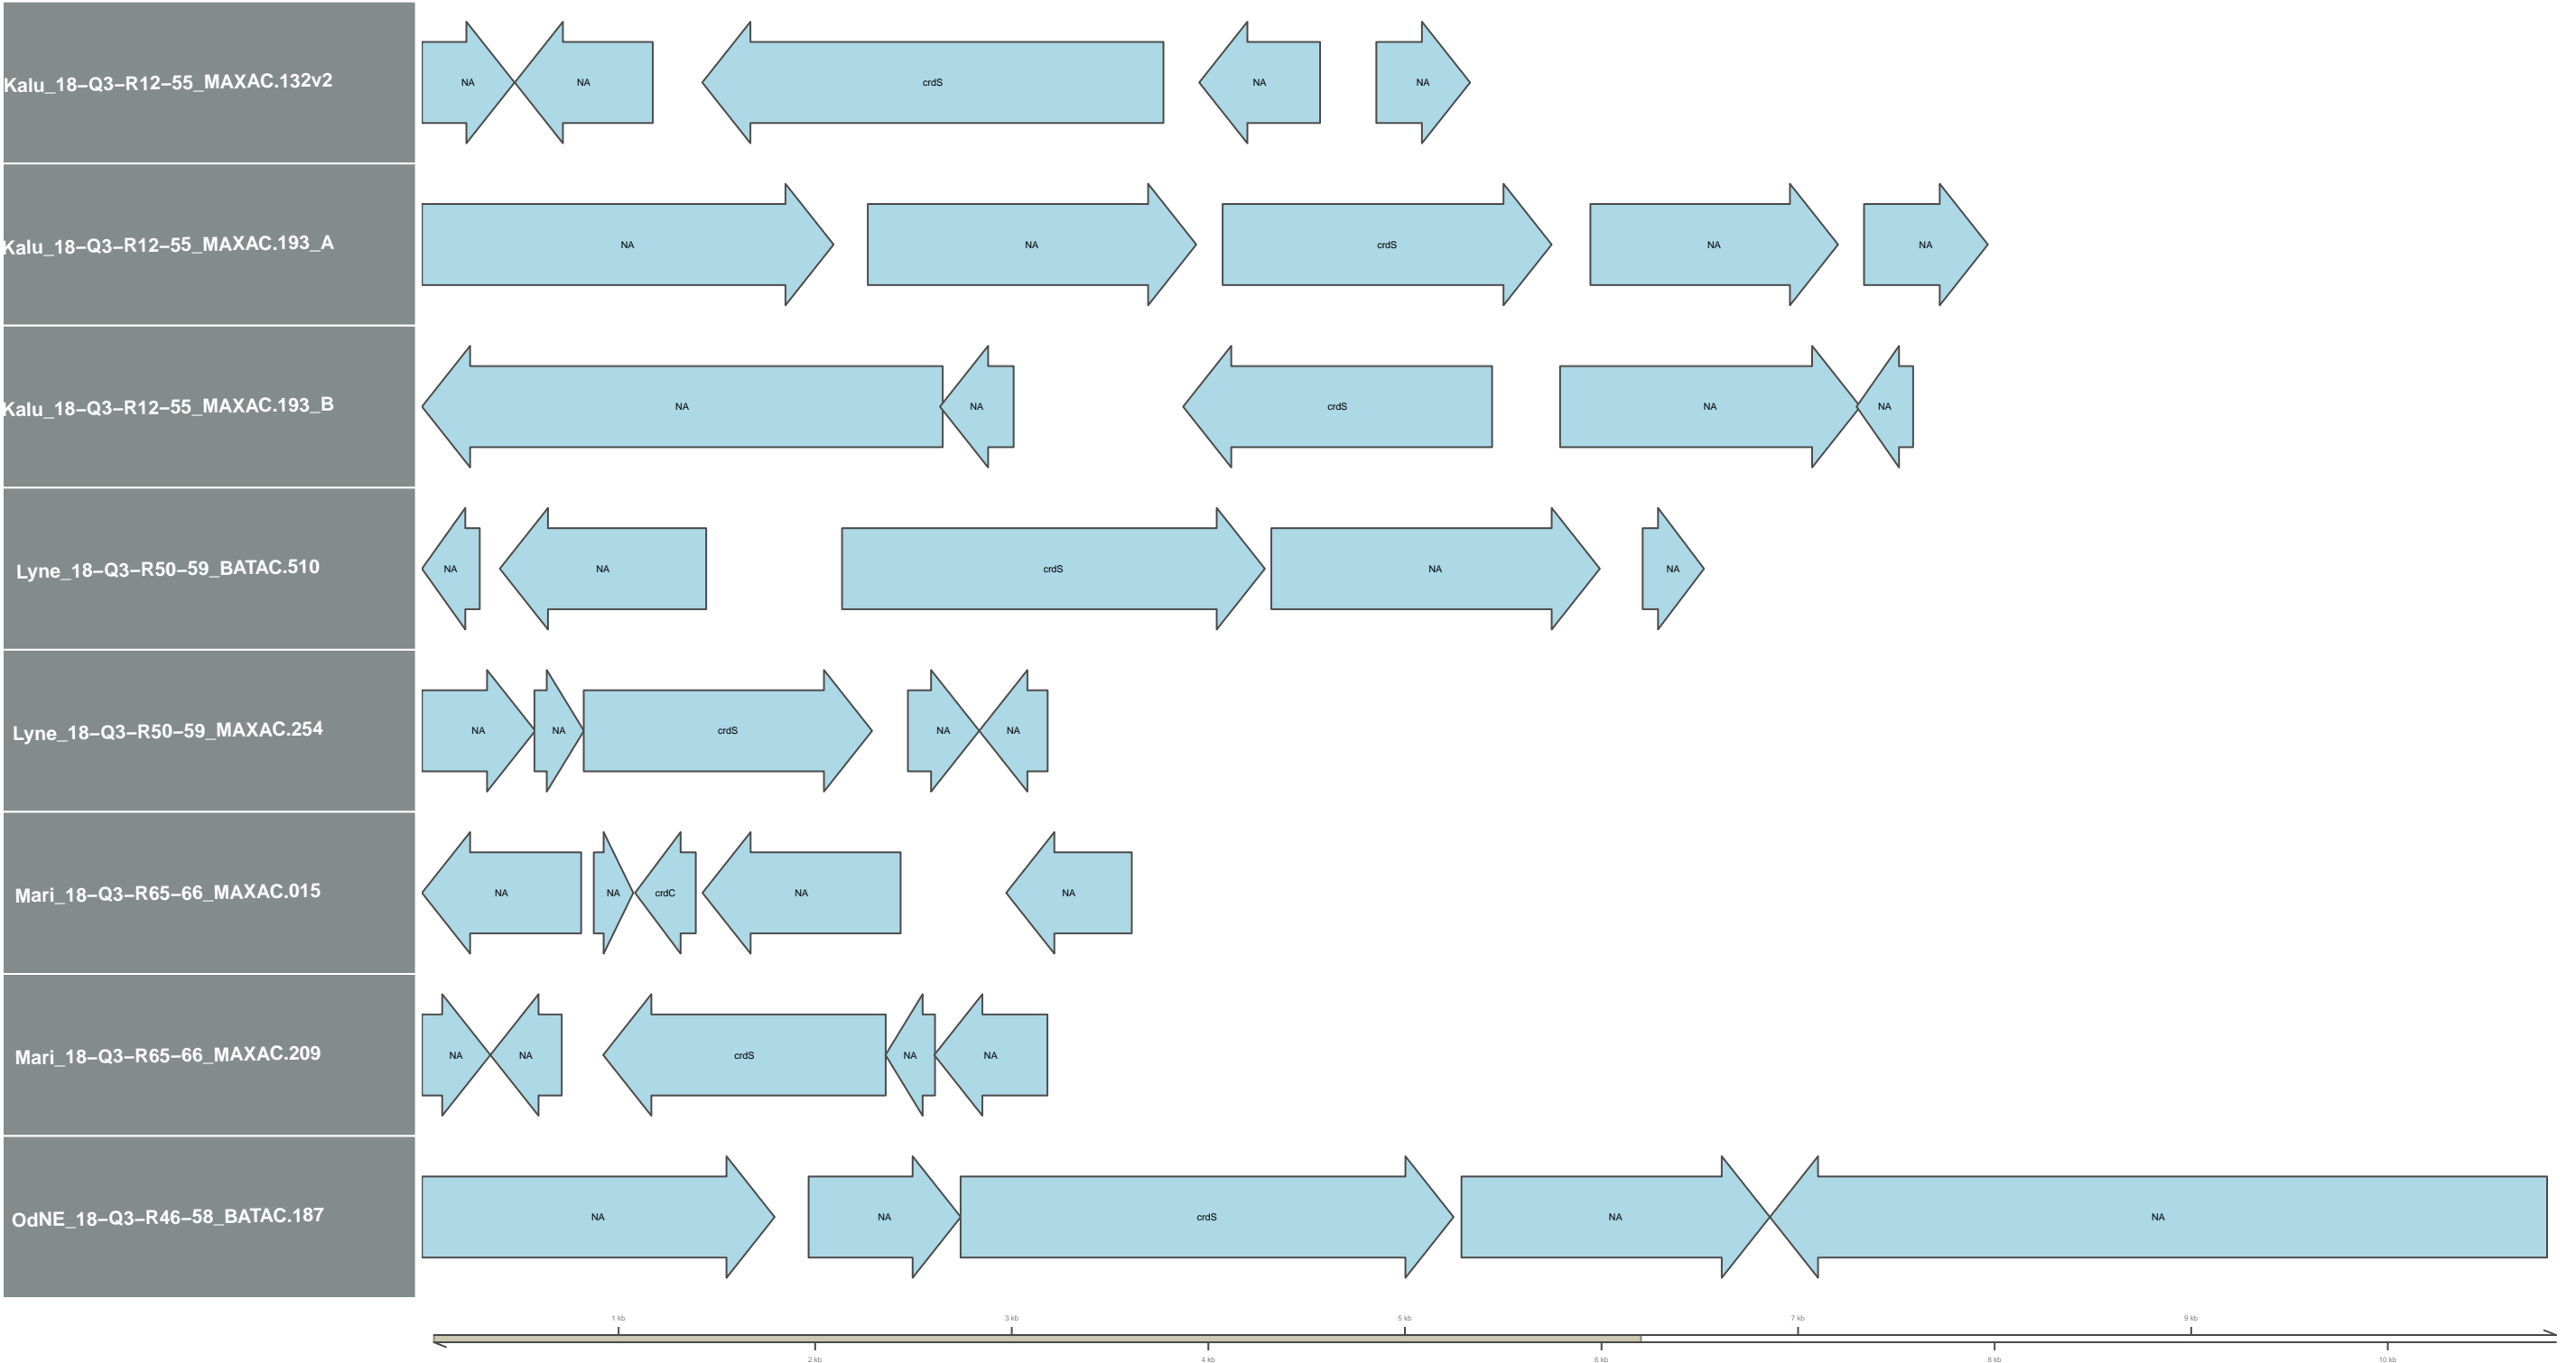 Kalu_18–Q3–R12–55_MAXAC.132v2
NA NA crdS NA NA
Kalu_18–Q3–R12–55_MAXAC.193_A
NA NA crdS NA NA
Kalu_18–Q3–R12–55_MAXAC.193_B
NA NA crdS NA NA
Lyne_18–Q3–R50–59_BATAC.510
NA NA crdS NA NA
Lyne_18–Q3–R50–59_MAXAC.254
NA NA crdS NA NA
Mari_18–Q3–R65–66_MAXAC.015
NA NA crdC NA NA
Mari_18–Q3–R65–66_MAXAC.209
NA NA crdS NA NA
OdNE_18–Q3–R46–58_BATAC.187
NA NA crdS NA NA
1 kb 3 kb 5 kb 7 kb 9 kb
2 kb 4 kb 6 kb 8 kb 10 kb